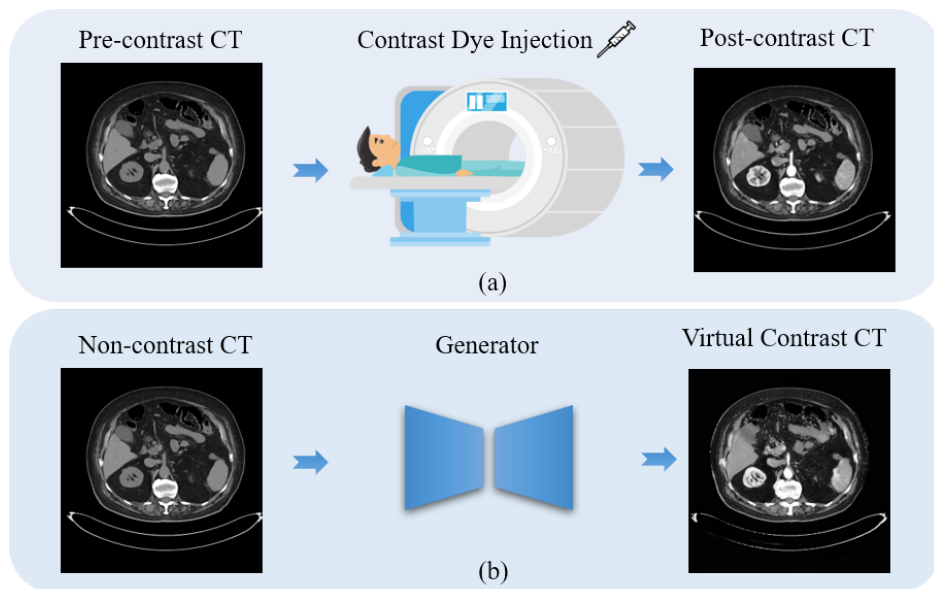 Pre-contrast CT
Contrast Dye Injection
Post-contrast CT
(a)
Non-contrast CT
Generator
Virtual Contrast CT
(b)